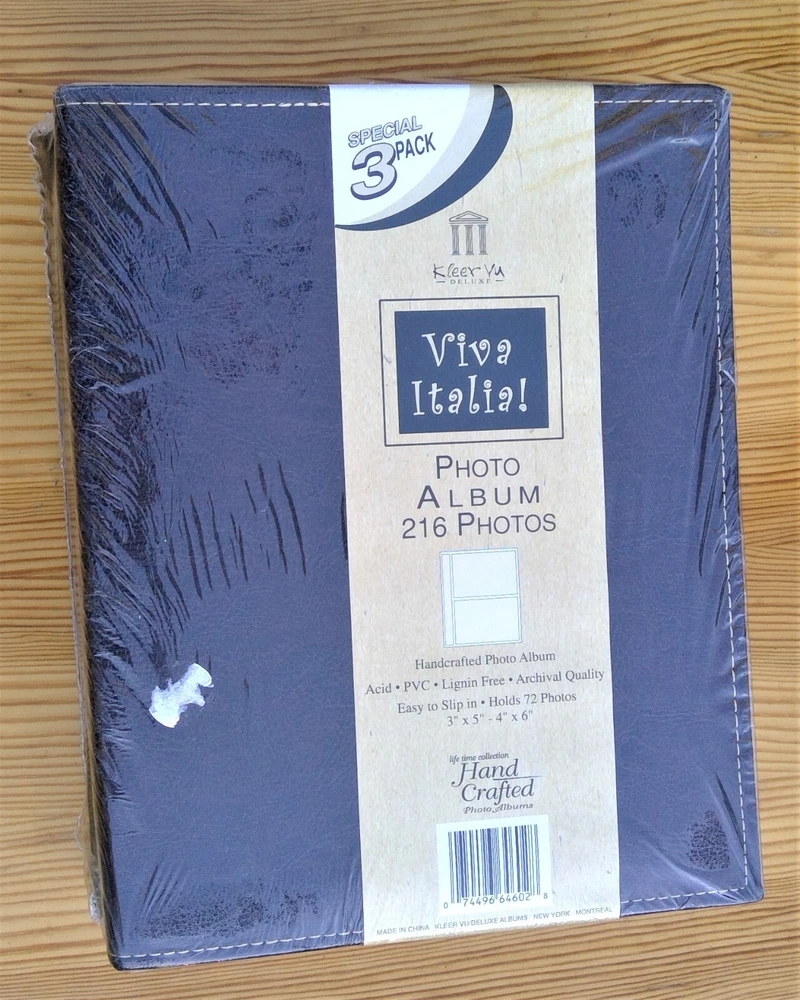 SPECIAL
3 PACK
Kleer Vu
DELUXE
Viva
Italia!
PHOTO
ALBUM
216 PHOTOS
Handcrafted Photo Album
Acid • PVC • Lignin Free • Archival Quality
Easy to Slip in • Holds 72 Photos
3" x 5" - 4" x 6"
life time collection
Hand
Crafted
Photo Albums
0 74496 64602 8
MADE IN CHINA KLEER VU DELUXE ALBUMS NEW YORK MONTREAL